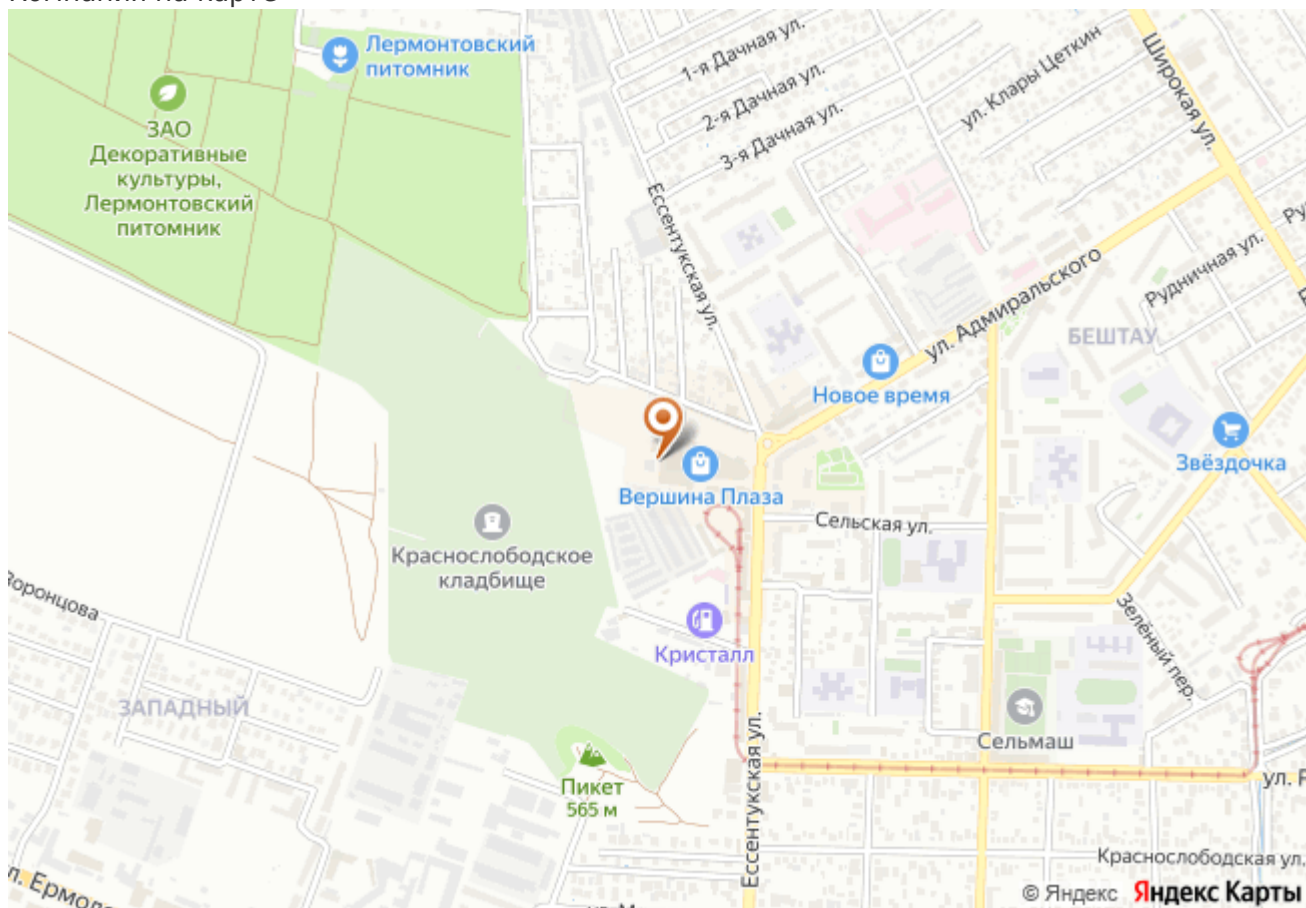 Лермонтовский
питомник
ЗАО
Декоративные
культуры,
Лермонтовский
питомник
1-я Дачная ул.
2-я Дачная ул.
3-я Дачная ул.
ул. Клары Цеткин
Широкая ул.
Ессентукская ул.
Рудничная ул.
ул. Адмиральского
БЕШТАУ
Новое время
Звёздочка
Вершина Плаза
Сельская ул.
Краснослободское
кладбище
Зелёный пер.
Кристалл
ЗАПАДНЫЙ
Сельмаш
Пикет
565 м
Ессентукская ул.
Краснослободская ул.
© Яндекс Яндекс Карты